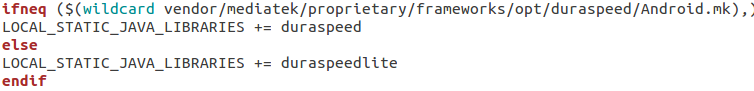 ifneq ($(wildcard vendor/mediatek/proprietary/frameworks/opt/duraspeed/Android.mk),)
LOCAL_STATIC_JAVA_LIBRARIES += duraspeed
else
LOCAL_STATIC_JAVA_LIBRARIES += duraspeedlite
endif